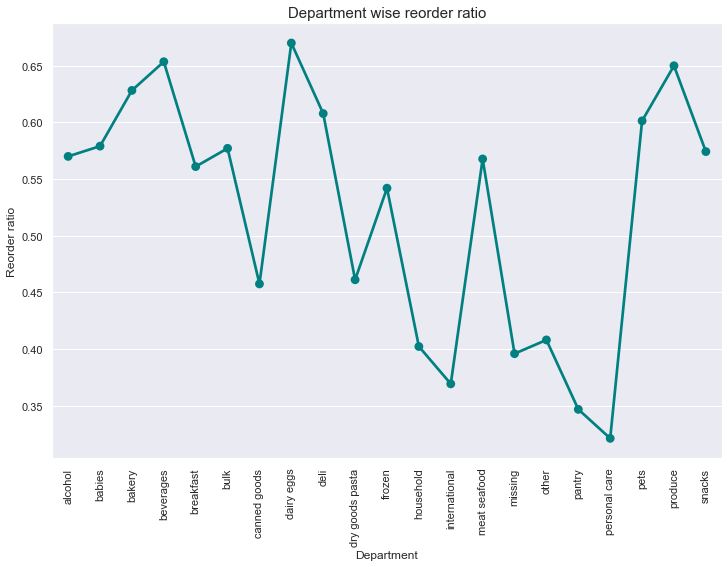 Department wise reorder ratio
Reorder ratio
0.65
0.60
0.55
0.50
0.45
0.40
0.35
alcohol
babies
bakery
beverages
breakfast
bulk
canned goods
dairy eggs
deli
dry goods pasta
frozen
household
international
meat seafood
missing
other
pantry
personal care
pets
produce
snacks
Department